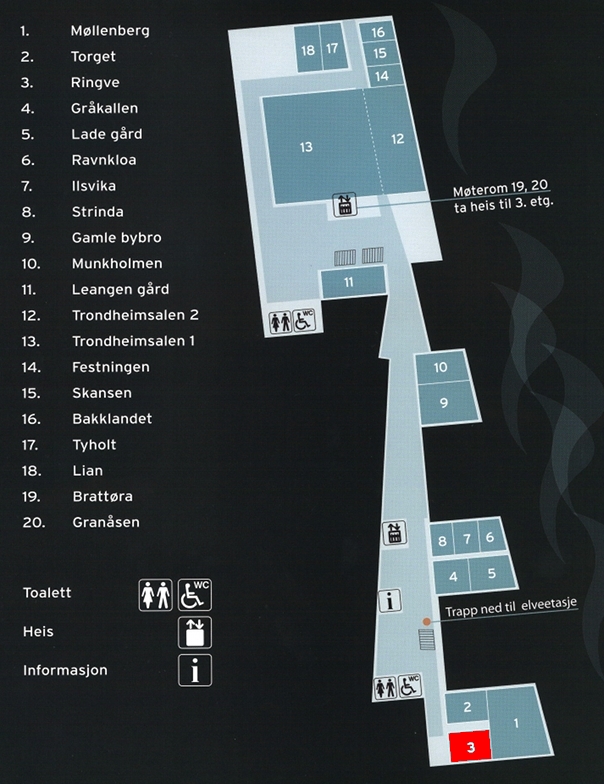 1. Møllenberg
2. Torget
3. Ringve
4. Gråkallen
5. Lade gård
6. Ravnkloa
7. Ilsvika
8. Strinda
9. Gamle bybro
10. Munkholmen
11. Leangen gård
12. Trondheimsalen 2
13. Trondheimsalen 1
14. Festningen
15. Skansen
16. Bakklandet
17. Tyholt
18. Lian
19. Brattøra
20. Granåsen
Toalett
WC
Heis
Informasjon
i
18 17 16
15
14
13 12
Møterom 19, 20
ta heis til 3. etg.
11
WC
10
9
8 7 6
4 5
i
Trapp ned til elveetasje
WC
2 1
3